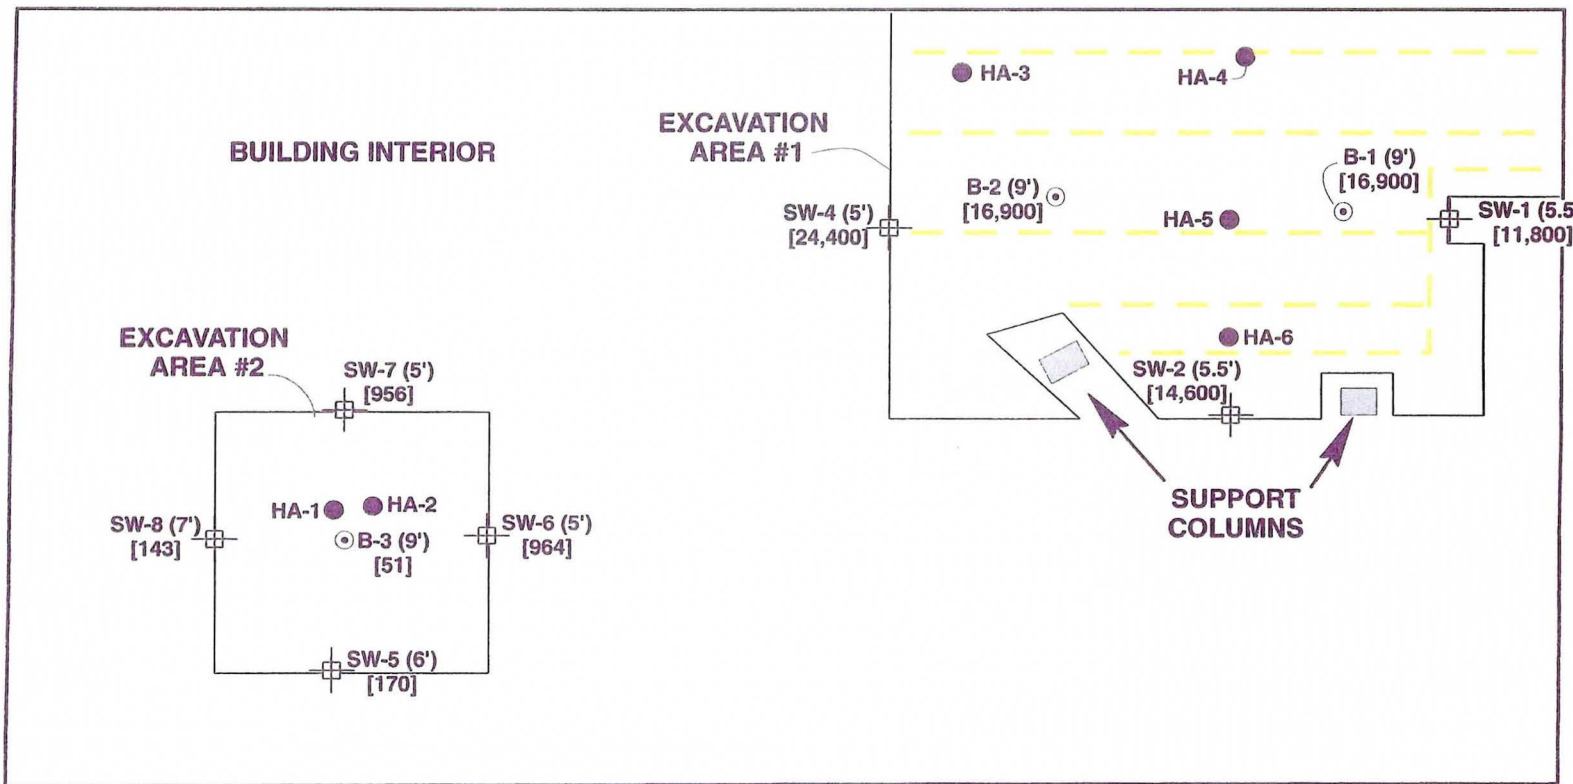 BUILDING INTERIOR
EXCAVATION
AREA #1
HA-3
HA-4
B-1 (9')
[16,900]
B-2 (9')
[16,900]
SW-4 (5')
[24,400]
HA-5
SW-1 (5.5
[11,800]
HA-6
SW-2 (5.5')
[14,600]
SUPPORT
COLUMNS
EXCAVATION
AREA #2
SW-7 (5')
[956]
HA-1
HA-2
SW-8 (7')
[143]
B-3 (9')
[51]
SW-6 (5')
[964]
SW-5 (6')
[170]